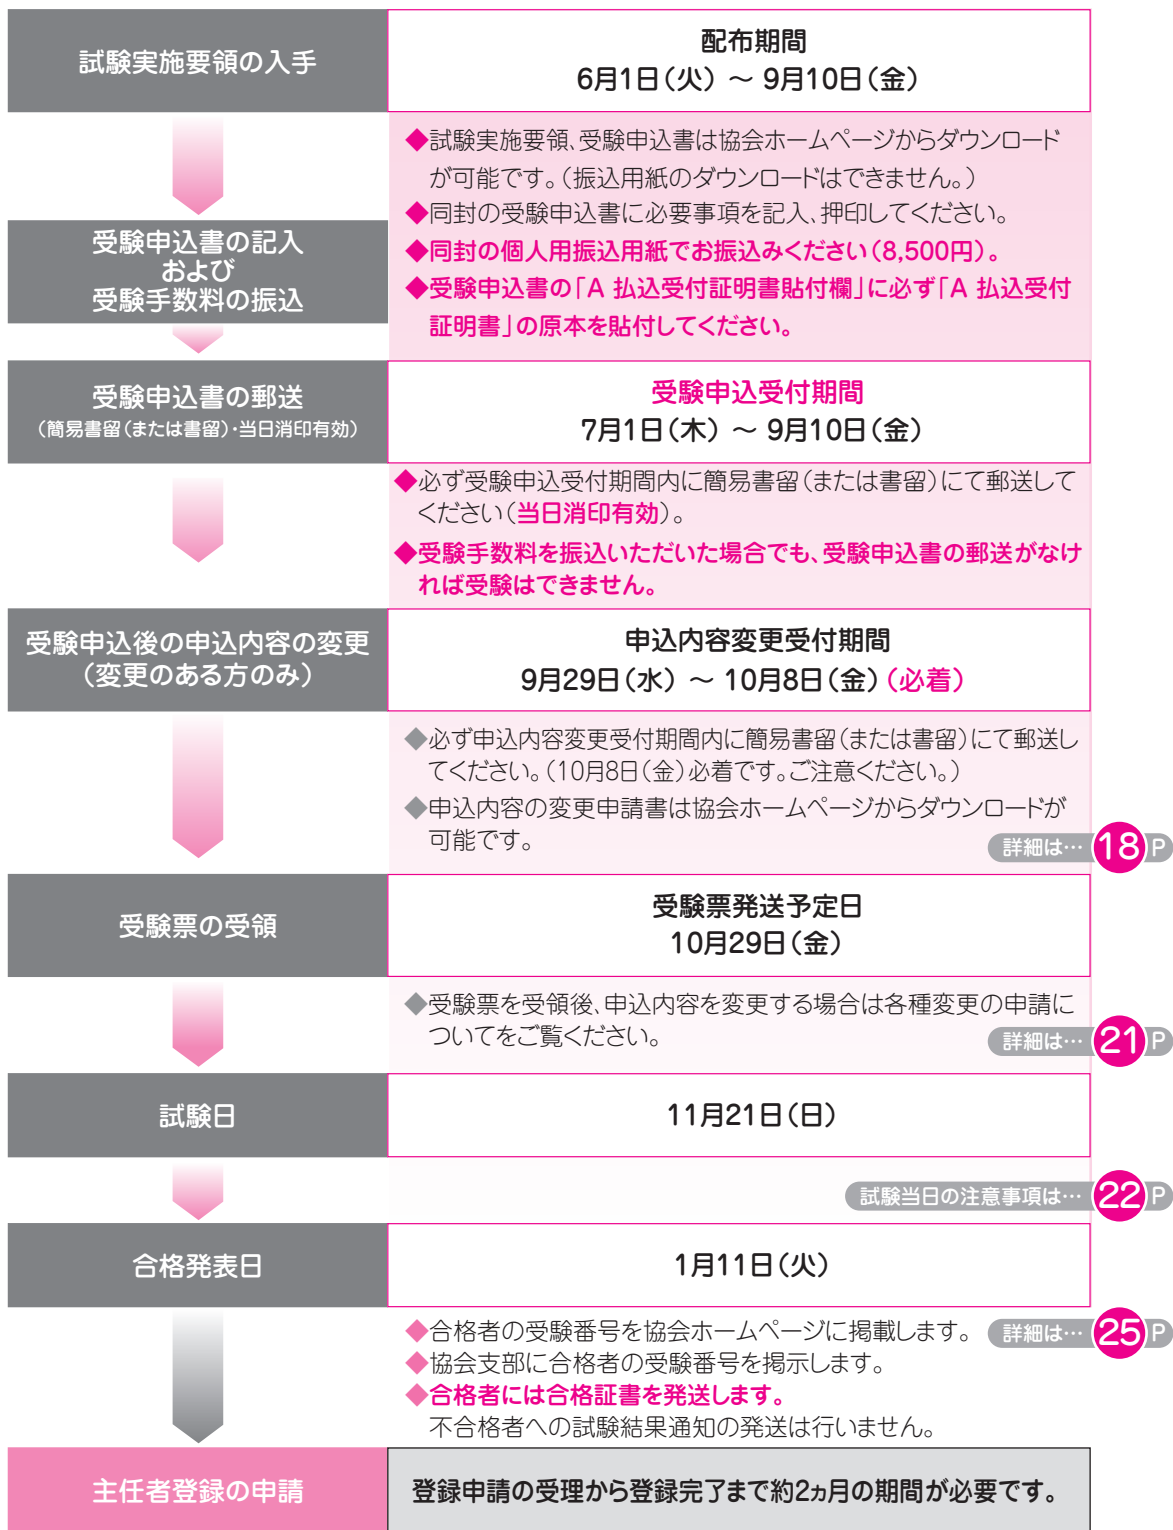 試験実施要領の入手
配布期間
6月1日(火) ～ 9月10日(金)
◆試験実施要領、受験申込書は協会ホームページからダウンロード
が可能です。(振込用紙のダウンロードはできません。)
◆同封の受験申込書に必要事項を記入、押印してください。
◆同封の個人用振込用紙でお振込みください(8,500円)。
◆受験申込書の「A 払込受付証明書貼付欄」に必ず「A 払込受付
証明書」の原本を貼付してください。
受験申込書の記入
および
受験手数料の振込
受験申込書の郵送
(簡易書留(または書留)・当日消印有効)
受験申込受付期間
7月1日(木) ～ 9月10日(金)
◆必ず受験申込受付期間内に簡易書留(または書留)にて郵送して
ください(当日消印有効)。
◆受験手数料を振込いただいた場合でも、受験申込書の郵送がなけ
れば受験はできません。
受験申込後の申込内容の変更
(変更のある方のみ)
申込内容変更受付期間
9月29日(水) ～ 10月8日(金)(必着)
◆必ず申込内容変更受付期間内に簡易書留(または書留)にて郵送し
てください。(10月8日(金)必着です。ご注意ください。)
◆申込内容の変更申請書は協会ホームページからダウンロードが
可能です。
詳細は… 18 P
受験票の受領
受験票発送予定日
10月29日(金)
◆受験票を受領後、申込内容を変更する場合は各種変更の申請に
ついてをご覧ください。
詳細は… 21 P
試験日
11月21日(日)
試験当日の注意事項は… 22 P
合格発表日
1月11日(火)
◆合格者の受験番号を協会ホームページに掲載します。
詳細は… 25 P
◆協会支部に合格者の受験番号を掲示します。
◆合格者には合格証書を発送します。
不合格者への試験結果通知の発送は行いません。
主任者登録の申請
登録申請の受理から登録完了まで約2ヵ月の期間が必要です。